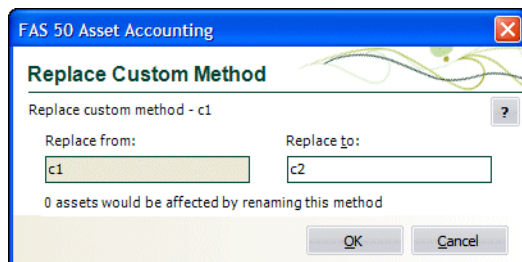 FAS 50 Asset Accounting
Replace Custom Method
Replace custom method - c1
?
Replace from: Replace to:
c1 c2
0 assets would be affected by renaming this method
OK Cancel